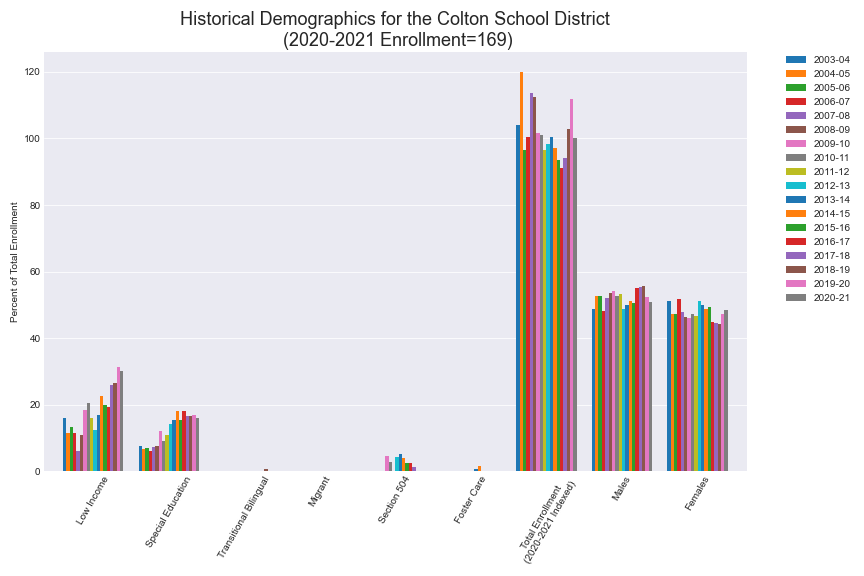 Historical Demographics for the Colton School District
(2020-2021 Enrollment=169)
Percent of Total Enrollment
120
100
80
60
40
20
0
Low Income
Special Education
Transitional Bilingual
Migrant
Section 504
Foster Care
Total Enrollment
(2020-2021 Indexed)
Males
Females
2003-04
2004-05
2005-06
2006-07
2007-08
2008-09
2009-10
2010-11
2011-12
2012-13
2013-14
2014-15
2015-16
2016-17
2017-18
2018-19
2019-20
2020-21